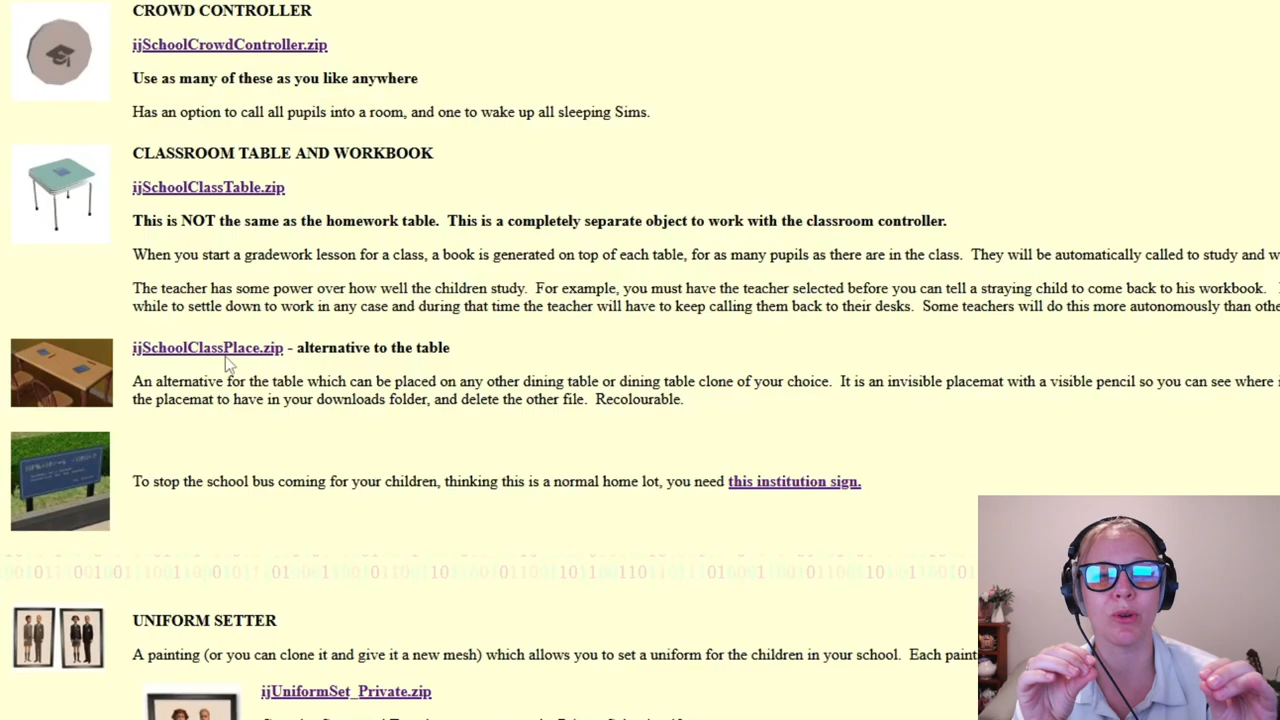 CROWD CONTROLLER
ijSchoolCrowdController.zip
Use as many of these as you like anywhere
Has an option to call all pupils into a room, and one to wake up all sleeping Sims.
CLASSROOM TABLE AND WORKBOOK
ijSchoolClassTable.zip
This is NOT the same as the homework table.  This is a completely separate object to work with the classroom controller.
When you start a gradework lesson for a class, a book is generated on top of each table, for as many pupils as there are in the class.  They will be automatically called to study and w
The teacher has some power over how well the children study.  For example, you must have the teacher selected before you can tell a straying child to come back to his workbook.
while to settle down to work in any case and during that time the teacher will have to keep calling them back to their desks.  Some teachers will do this more autonomously than othe
ijSchoolClassPlace.zip - alternative to the table
An alternative for the table which can be placed on any other dining table or dining table clone of your choice.  It is an invisible placemat with a visible pencil so you can see where i
the placemat to have in your downloads folder, and delete the other file.  Recolourable.
To stop the school bus coming for your children, thinking this is a normal home lot, you need this institution sign.
UNIFORM SETTER
A painting (or you can clone it and give it a new mesh) which allows you to set a uniform for the children in your school.  Each paint
ijUniformSet_Private.zip